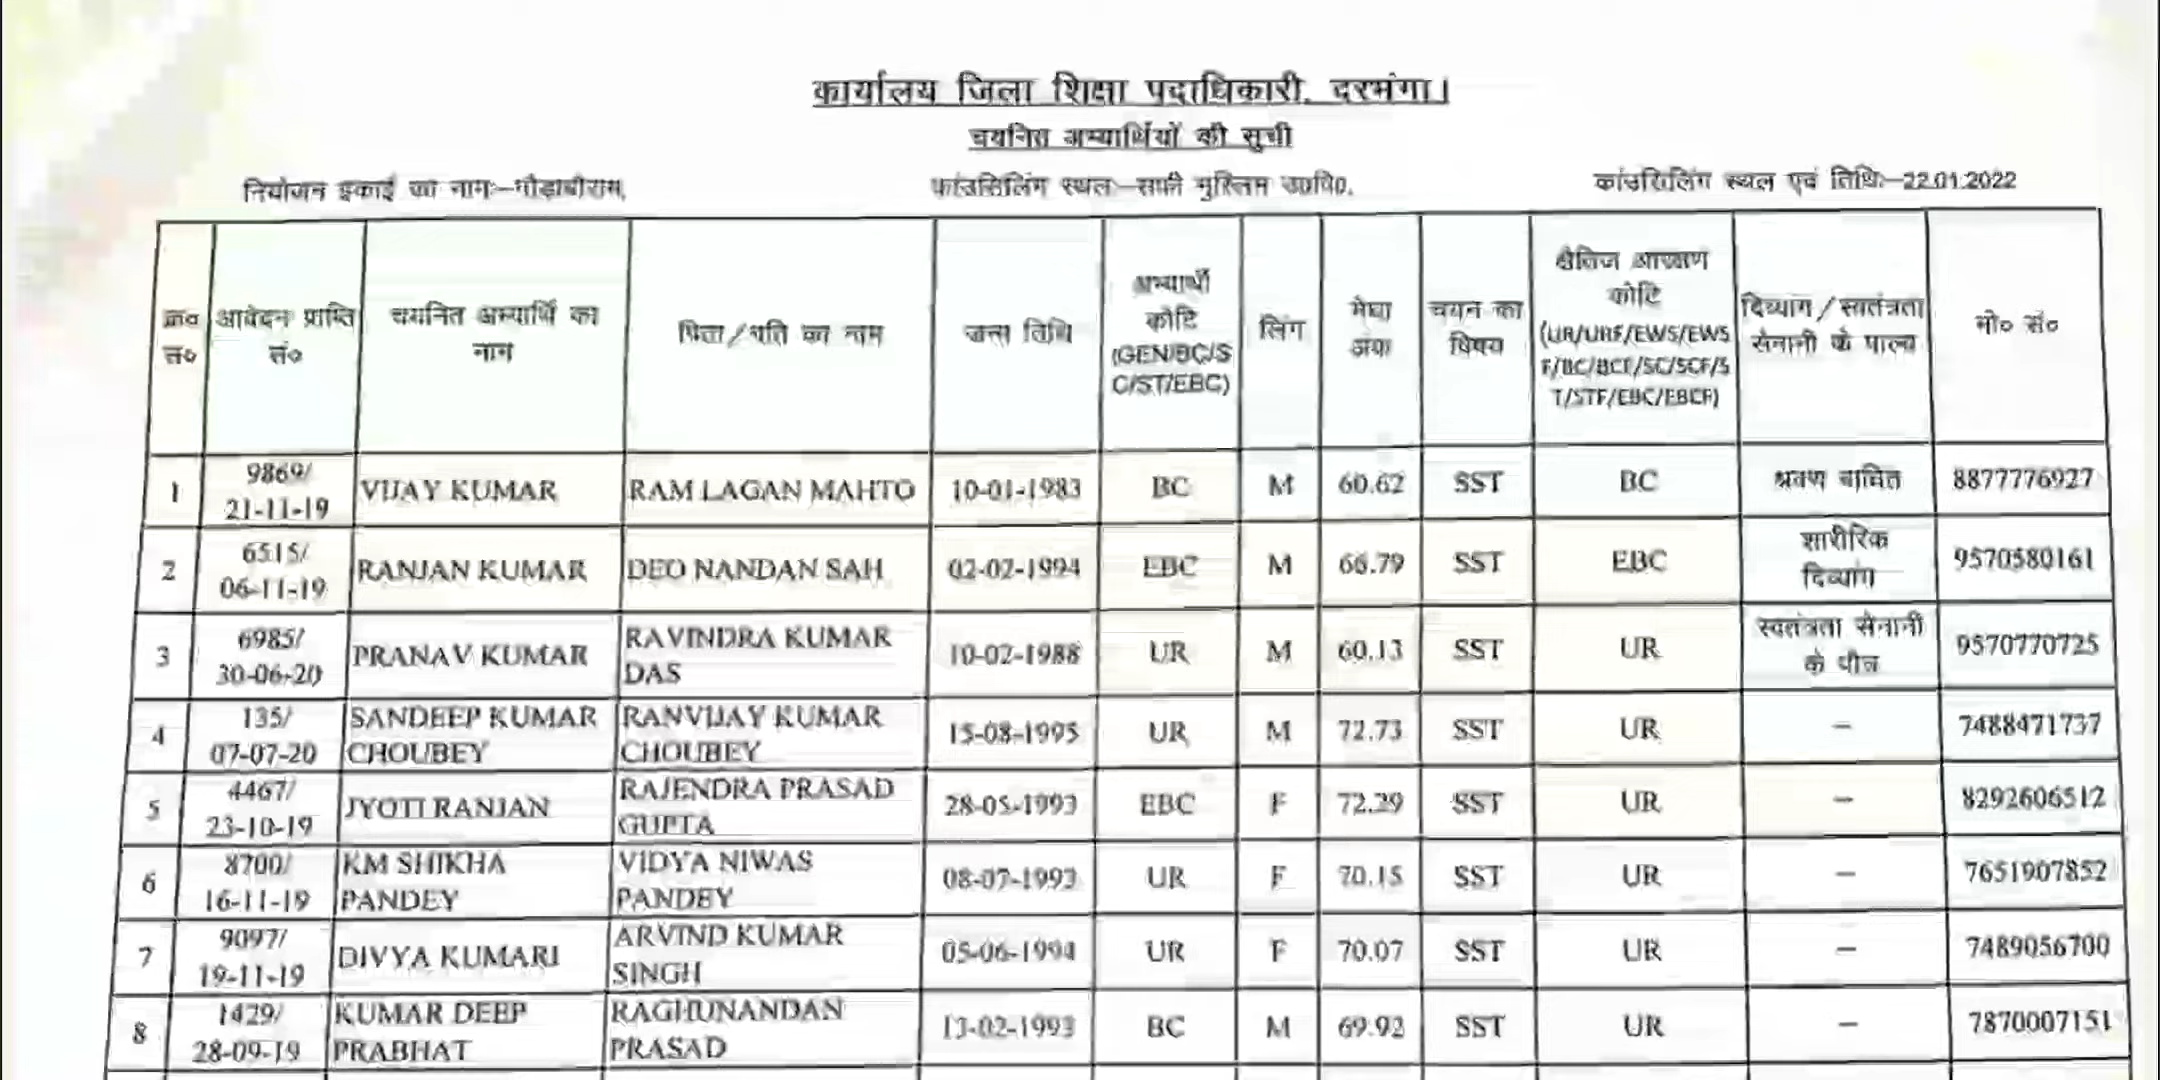 कार्यालय जिला शिक्षा पदाधिकारी, दरभंगा।
चयनित अभ्यार्थियों की सुची
नियोजन इकाई का नामः—गौड़ाबौराम, कांउसिलिंग स्थल—सफी मुस्लिम उ०वि०, कांउसिलिंग स्थल एवं तिथिः—22.01.2022
क्र० सं० आवेदन प्राप्ति सं० चयनित अभ्यार्थि का नाम पिता/पति का नाम जन्म तिथि अभ्यार्थी कोटि (GEN/BC/SC/ST/EBC) लिंग मेघा अंक चयन का विषय क्षैतिज आरक्षण कोटि (UR/URF/EWS/EWSF/BC/BCF/SC/SCF/ST/STF/EBC/EBCF) दिव्यांग/स्वतंत्रता सेनानी के पाल्य मो० सं०
1 9869/ 21-11-19 VIJAY KUMAR RAM LAGAN MAHTO 10-01-1983 BC M 60.62 SST BC श्रवण बाधित 8877776927
2 6515/ 06-11-19 RANJAN KUMAR DEO NANDAN SAH 02-02-1994 EBC M 66.79 SST EBC शारीरिक दिव्यांग 9570580161
3 6985/ 30-06-20 PRANAV KUMAR RAVINDRA KUMAR DAS 10-02-1988 UR M 60.13 SST UR स्वतंत्रता सेनानी के पौत्र 9570770725
4 135/ 07-07-20 SANDEEP KUMAR CHOUBEY RANVIJAY KUMAR CHOUBEY 15-08-1995 UR M 72.73 SST UR — 7488471737
5 4467/ 23-10-19 JYOTI RANJAN RAJENDRA PRASAD GUPTA 28-05-1993 EBC F 72.29 SST UR — 8292606512
6 8700/ 16-11-19 KM SHIKHA PANDEY VIDYA NIWAS PANDEY 08-07-1993 UR F 70.15 SST UR — 7651907852
7 9097/ 19-11-19 DIVYA KUMARI ARVIND KUMAR SINGH 05-06-1994 UR F 70.07 SST UR — 7489056700
8 1429/ 28-09-19 KUMAR DEEP PRABHAT RAGHUNANDAN PRASAD 13-02-1993 BC M 69.92 SST UR — 7870007151